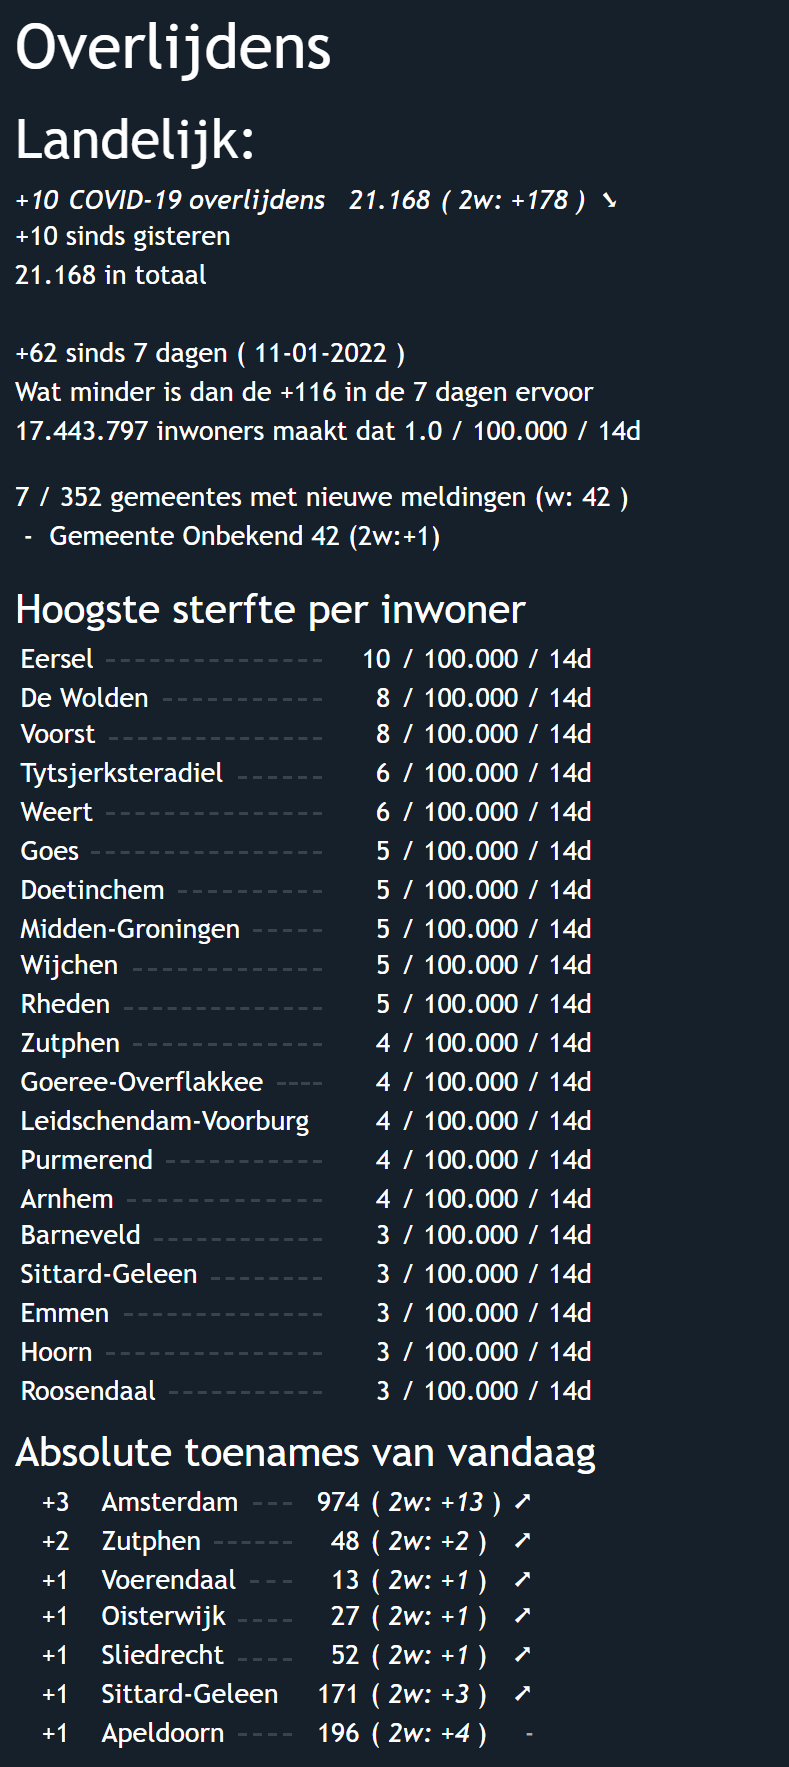 Overlijdens
Landelijk:
+10 COVID-19 overlijdens 21.168 ( 2w: +178 ) ➘
+10 sinds gisteren
21.168 in totaal
+62 sinds 7 dagen ( 11-01-2022 )
Wat minder is dan de +116 in de 7 dagen ervoor
17.443.797 inwoners maakt dat 1.0 / 100.000 / 14d
7 / 352 gemeentes met nieuwe meldingen (w: 42 )
- Gemeente Onbekend 42 (2w:+1)
Hoogste sterfte per inwoner
Eersel --------------- 10 / 100.000 / 14d
De Wolden ----------- 8 / 100.000 / 14d
Voorst --------------- 8 / 100.000 / 14d
Tytsjerksteradiel ------ 6 / 100.000 / 14d
Weert --------------- 6 / 100.000 / 14d
Goes ---------------- 5 / 100.000 / 14d
Doetinchem ---------- 5 / 100.000 / 14d
Midden-Groningen ----- 5 / 100.000 / 14d
Wijchen ------------- 5 / 100.000 / 14d
Rheden -------------- 5 / 100.000 / 14d
Zutphen ------------- 4 / 100.000 / 14d
Goeree-Overflakkee ---- 4 / 100.000 / 14d
Leidschendam-Voorburg 4 / 100.000 / 14d
Purmerend ----------- 4 / 100.000 / 14d
Arnhem -------------- 4 / 100.000 / 14d
Barneveld ------------ 3 / 100.000 / 14d
Sittard-Geleen -------- 3 / 100.000 / 14d
Emmen -------------- 3 / 100.000 / 14d
Hoorn --------------- 3 / 100.000 / 14d
Roosendaal ----------- 3 / 100.000 / 14d
Absolute toenames van vandaag
+3 Amsterdam --- 974 ( 2w: +13 ) ➚
+2 Zutphen ------ 48 ( 2w: +2 ) ➚
+1 Voerendaal --- 13 ( 2w: +1 ) ➚
+1 Oisterwijk ---- 27 ( 2w: +1 ) ➚
+1 Sliedrecht ---- 52 ( 2w: +1 ) ➚
+1 Sittard-Geleen 171 ( 2w: +3 ) ➚
+1 Apeldoorn ---- 196 ( 2w: +4 ) -